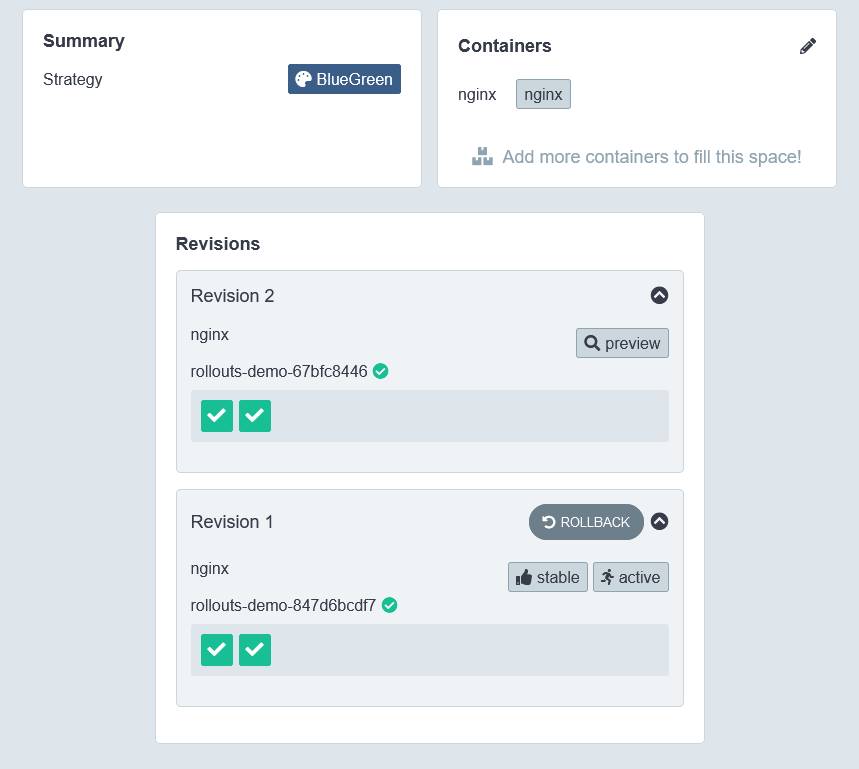 Summary
Strategy BlueGreen
Containers
nginx nginx
Add more containers to fill this space!
Revisions
Revision 2
nginx
preview
rollouts-demo-67bfc8446
Revision 1 ROLLBACK
nginx
stable active
rollouts-demo-847d6bcdf7